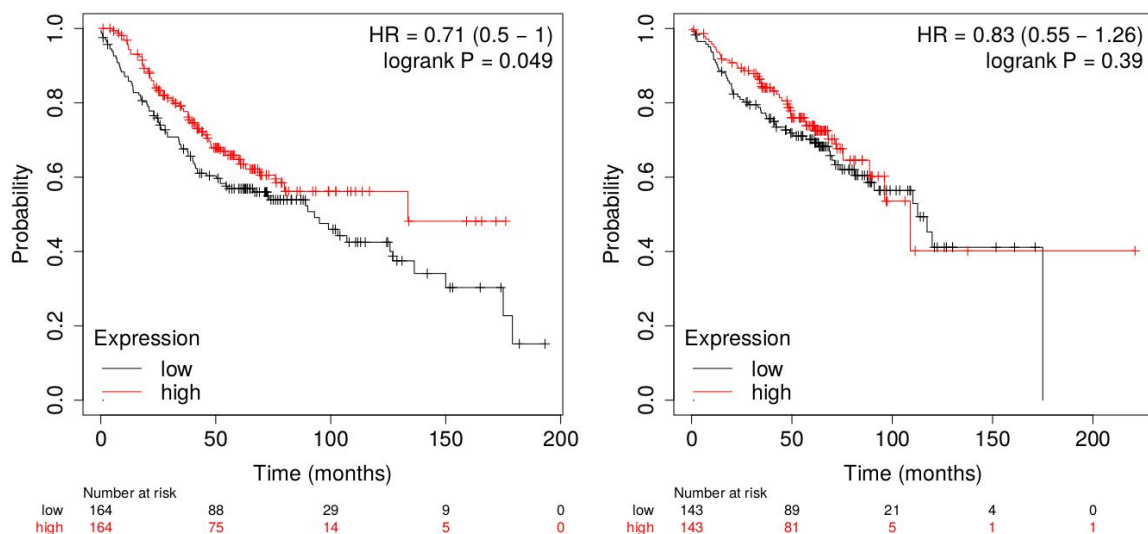 HR = 0.71 (0.5 − 1)
logrank P = 0.049
Probability
1.0
0.8
0.6
0.4
0.2
0.0
Expression
low
high
0 50 100 150 200
Time (months)
Number at risk
low 164 88 29 9 0
high 164 75 14 5 0
HR = 0.83 (0.55 − 1.26)
logrank P = 0.39
Probability
1.0
0.8
0.6
0.4
0.2
0.0
Expression
low
high
0 50 100 150 200
Time (months)
Number at risk
low 143 89 21 4 0
high 143 81 5 1 1